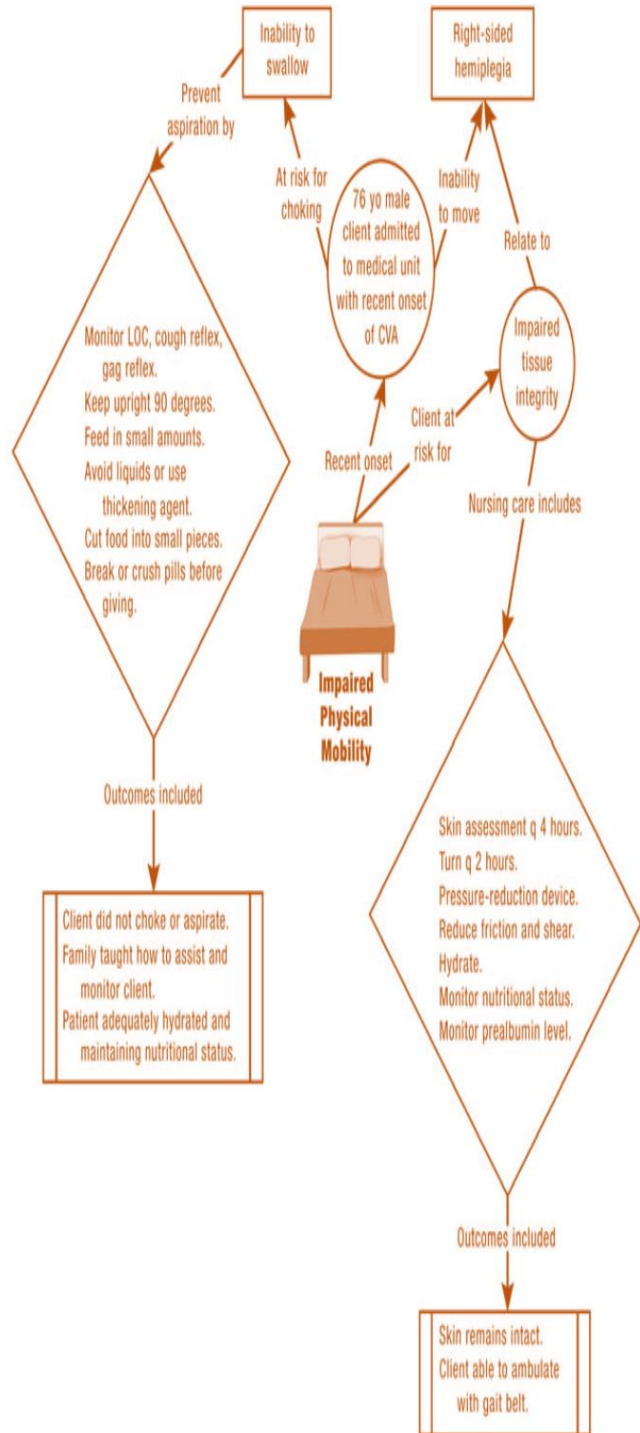 Inability to
swallow
Right-sided
hemiplegia
Prevent
aspiration by
At risk for
choking
76 yo male
client admitted
to medical unit
with recent onset
of CVA
Inability
to move
Relate to
Impaired
tissue
integrity
Monitor LOC, cough reflex,
gag reflex.
Keep upright 90 degrees.
Feed in small amounts.
Avoid liquids or use
thickening agent.
Cut food into small pieces.
Break or crush pills before
giving.
Recent onset
Client at
risk for
Nursing care includes
Impaired
Physical
Mobility
Outcomes included
Client did not choke or aspirate.
Family taught how to assist and
monitor client.
Patient adequately hydrated and
maintaining nutritional status.
Skin assessment q 4 hours.
Turn q 2 hours.
Pressure-reduction device.
Reduce friction and shear.
Hydrate.
Monitor nutritional status.
Monitor prealbumin level.
Outcomes included
Skin remains intact.
Client able to ambulate
with gait belt.